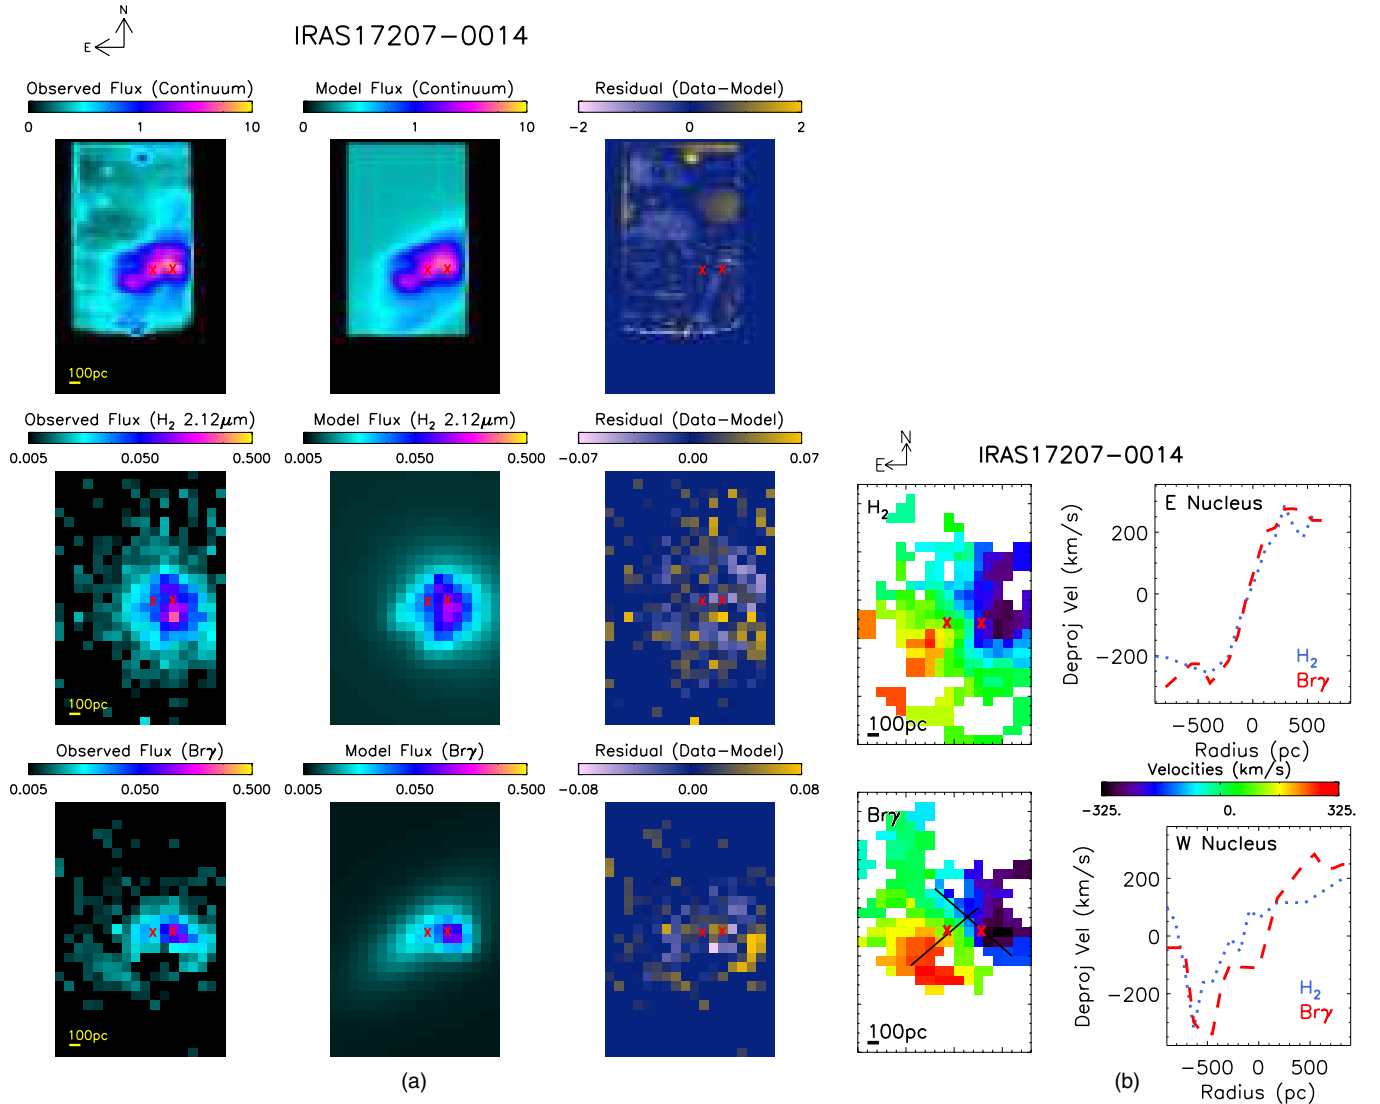 N
E
IRAS17207-0014
Observed Flux (Continuum)
Model Flux (Continuum)
Residual (Data-Model)
0 1 10
0 1 10
-2 0 2
x x
x x
x x
100pc
Observed Flux (H₂ 2.12μm)
Model Flux (H₂ 2.12μm)
Residual (Data-Model)
0.005 0.050 0.500
0.005 0.050 0.500
-0.07 0.00 0.07
x x
x x
x x
100pc
Observed Flux (Brγ)
Model Flux (Brγ)
Residual (Data-Model)
0.005 0.050 0.500
0.005 0.050 0.500
-0.08 0.00 0.08
x x
x x
x x
100pc
(a)
N
E
IRAS17207-0014
H₂
x x
100pc
E Nucleus
Deproj Vel (km/s)
200
0
-200
H₂
Brγ
-500 0 500
Radius (pc)
Velocities (km/s)
-325. 0. 325.
Brγ
x x
100pc
W Nucleus
Deproj Vel (km/s)
200
0
-200
H₂
Brγ
-500 0 500
Radius (pc)
(b)